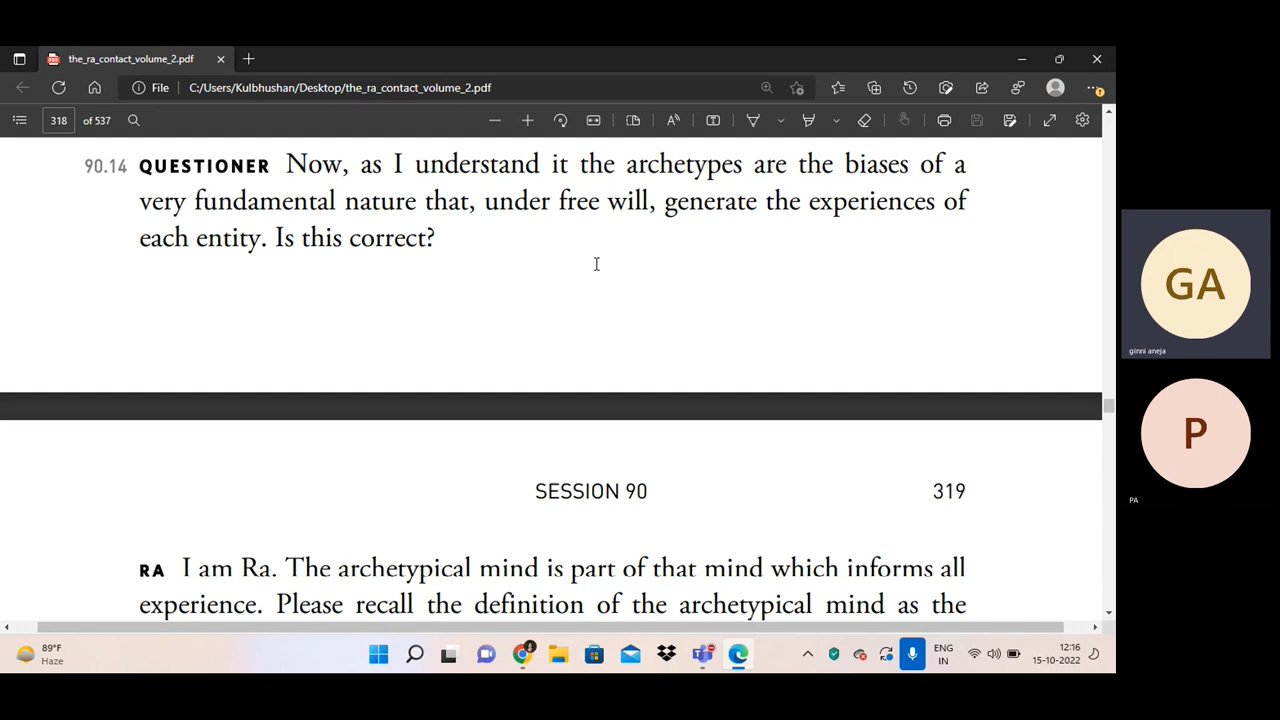 the_ra_contact_volume_2.pdf
File C:/Users/Kulbhushan/Desktop/the_ra_contact_volume_2.pdf
318 of 537
90.14 QUESTIONER Now, as I understand it the archetypes are the biases of a
very fundamental nature that, under free will, generate the experiences of
each entity. Is this correct?
SESSION 90 319
RA I am Ra. The archetypical mind is part of that mind which informs all
experience. Please recall the definition of the archetypical mind as the
GA
ginni aneja
P
PA
89°F
Haze
ENG
IN
12:16
15-10-2022